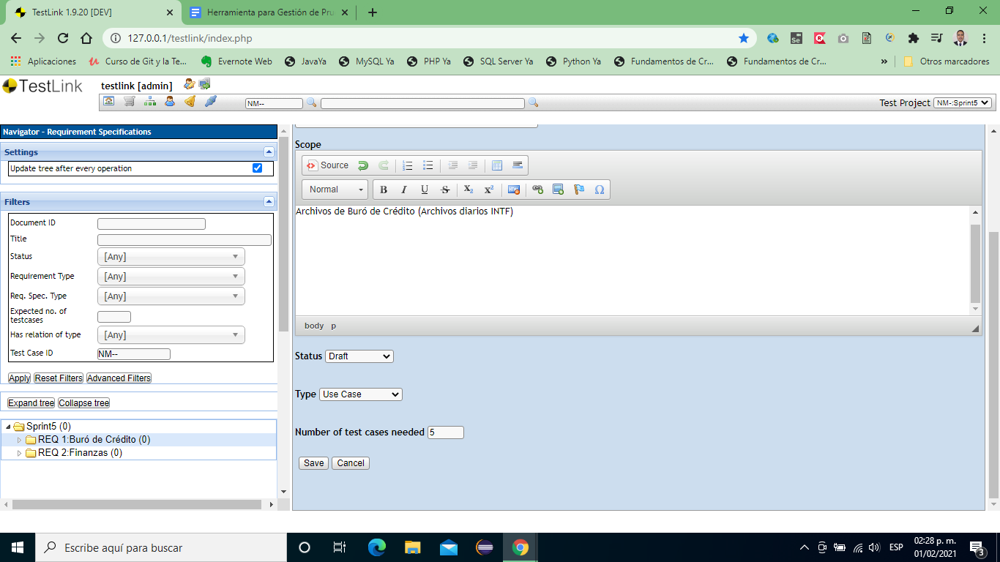 TestLink 1.9.20 [DEV]
Herramienta para Gestión de Pru
127.0.0.1/testlink/index.php
Se
Aplicaciones
Curso de Git y la Te...
Evernote Web
JavaYa
MySQL Ya
PHP Ya
SQL Server Ya
Python Ya
Fundamentos de Cr...
Fundamentos de Cr...
»
Otros marcadores
TestLink
testlink [admin]
NM--
Test Project
NM-:Sprint5
Navigator - Requirement Specifications
Settings
Update tree after every operation
Filters
Document ID
Title
Status
[Any]
Requirement Type
[Any]
Req. Spec. Type
[Any]
Expected no. of
testcases
Has relation of type
[Any]
Test Case ID
NM--
Apply
Reset Filters
Advanced Filters
Expand tree
Collapse tree
Sprint5 (0)
REQ 1:Buró de Crédito (0)
REQ 2:Finanzas (0)
Scope
Source
Normal
B I U S X₂ X² Ω
Archivos de Buró de Crédito (Archivos diarios INTF)
body p
Status
Draft
Type
Use Case
Number of test cases needed
5
Save
Cancel
Escribe aquí para buscar
ESP
02:28 p. m.
01/02/2021
3